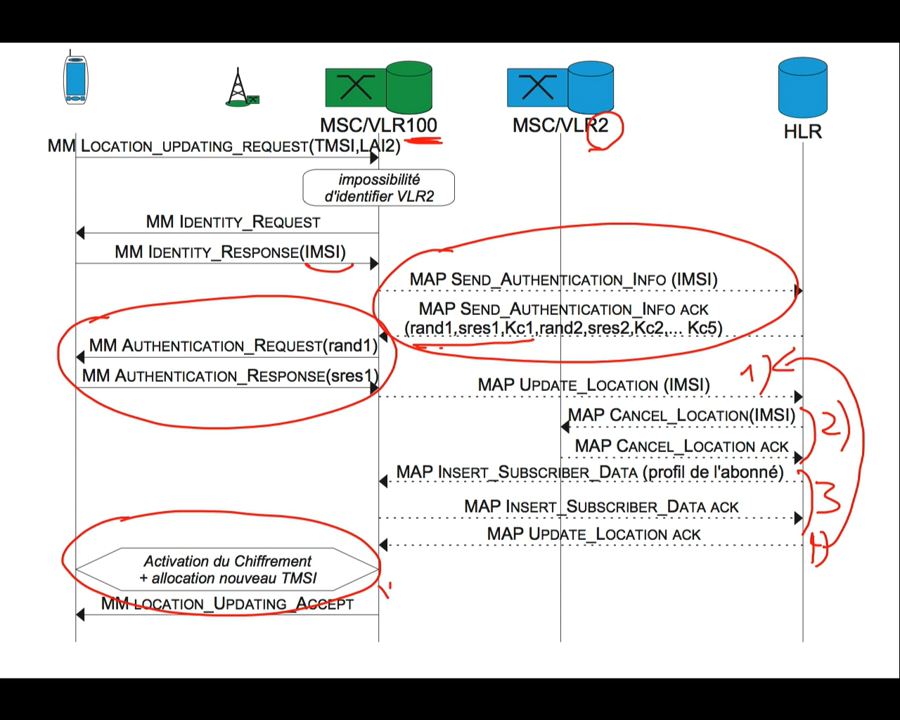 MSC/VLR100
MSC/VLR2
HLR
MM LOCATION_UPDATING_REQUEST(TMSI,LAI2)
impossibilité
d'identifier VLR2
MM IDENTITY_REQUEST
MM IDENTITY_RESPONSE(IMSI)
MAP SEND_AUTHENTICATION_INFO (IMSI)
MAP SEND_AUTHENTICATION_INFO ACK
(rand1,sres1,Kc1,rand2,sres2,Kc2,... Kc5)
MM AUTHENTICATION_REQUEST(rand1)
MM AUTHENTICATION_RESPONSE(sres1)
MAP UPDATE_LOCATION (IMSI)
1)
MAP CANCEL_LOCATION(IMSI)
2)
MAP CANCEL_LOCATION ACK
MAP INSERT_SUBSCRIBER_DATA (profil de l'abonné)
3
MAP INSERT_SUBSCRIBER_DATA ACK
MAP UPDATE_LOCATION ACK
1)
Activation du Chiffrement
+ allocation nouveau TMSI
MM LOCATION_UPDATING_ACCEPT